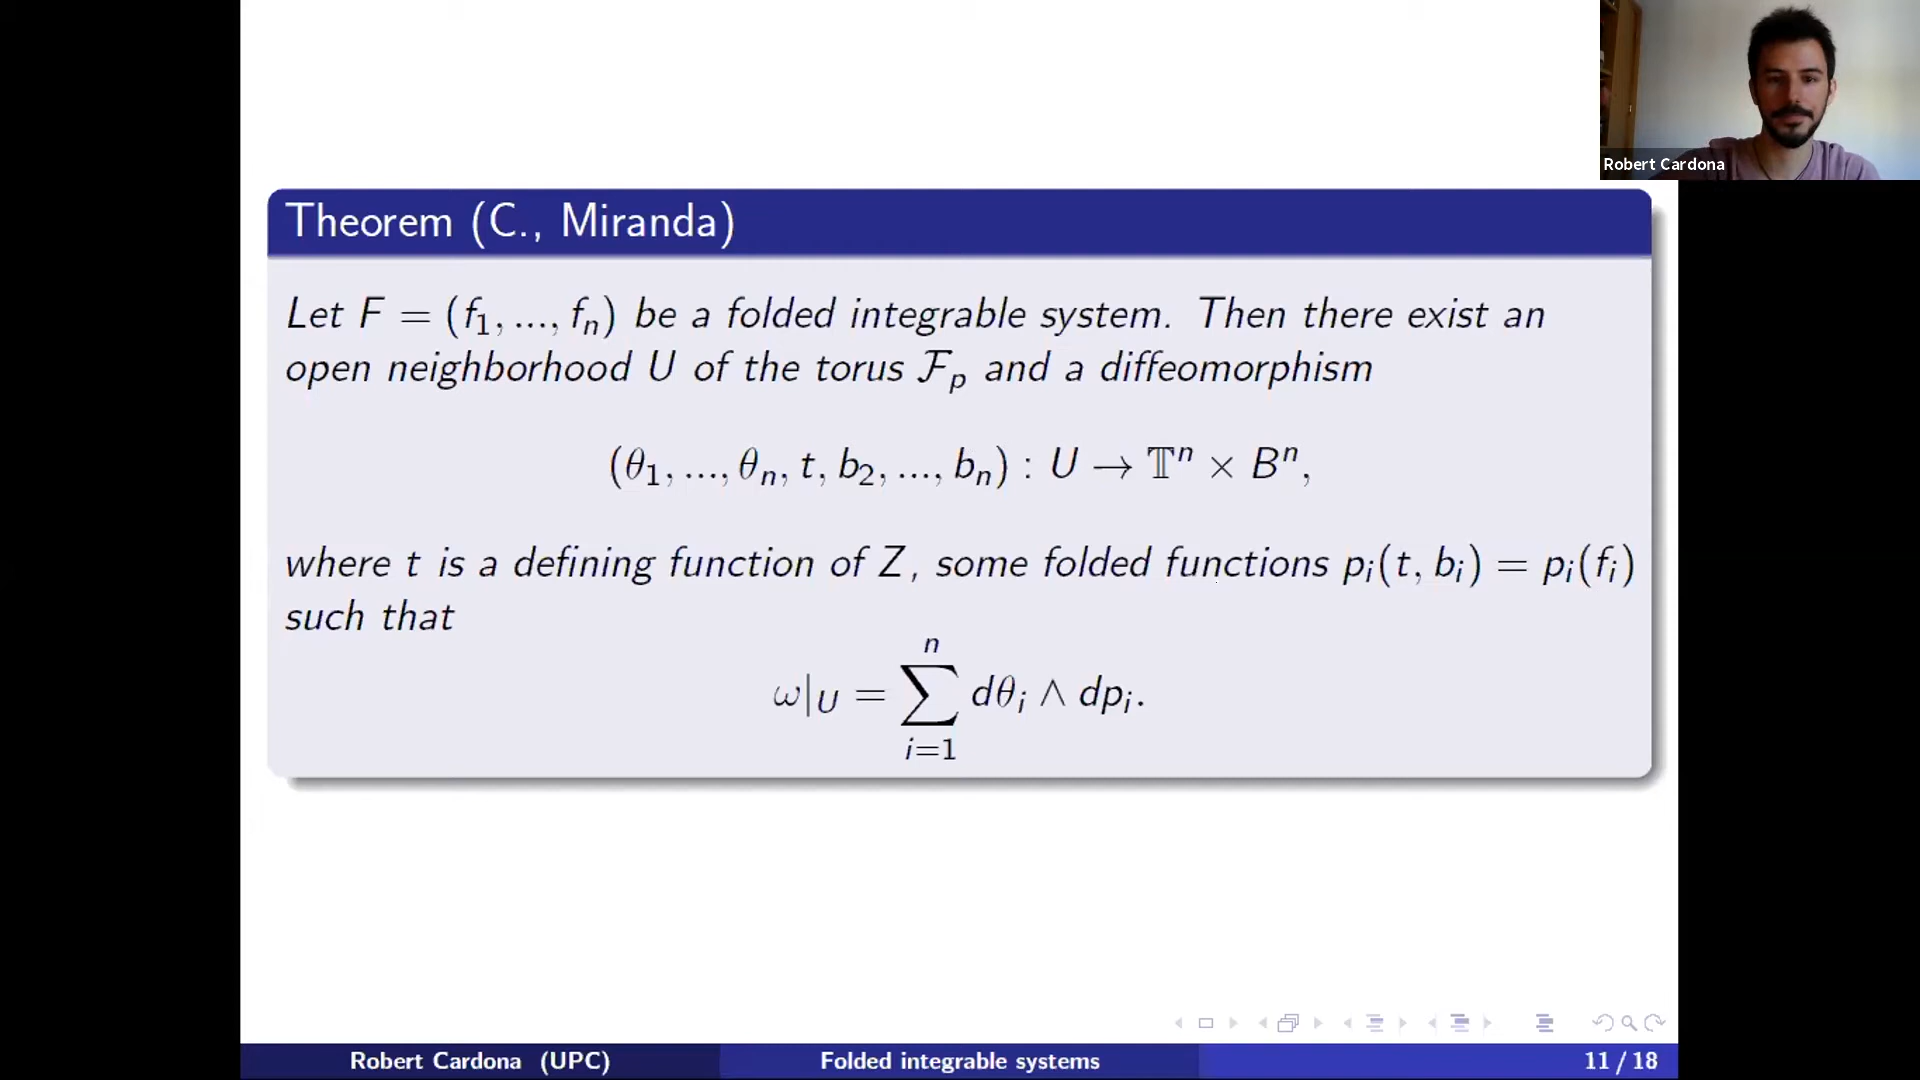 Robert Cardona
Theorem (C., Miranda)
Let F = (f₁, ..., fₙ) be a folded integrable system. Then there exist an
open neighborhood U of the torus ℱₚ and a diffeomorphism
(θ₁, ..., θₙ, t, b₂, ..., bₙ) : U → 𝕋ⁿ × Bⁿ,
where t is a defining function of Z, some folded functions pᵢ(t, bᵢ) = pᵢ(fᵢ)
such that
ω|_U = ∑_{i=1}^{n} dθᵢ ∧ dpᵢ.
Robert Cardona (UPC) Folded integrable systems 11 / 18